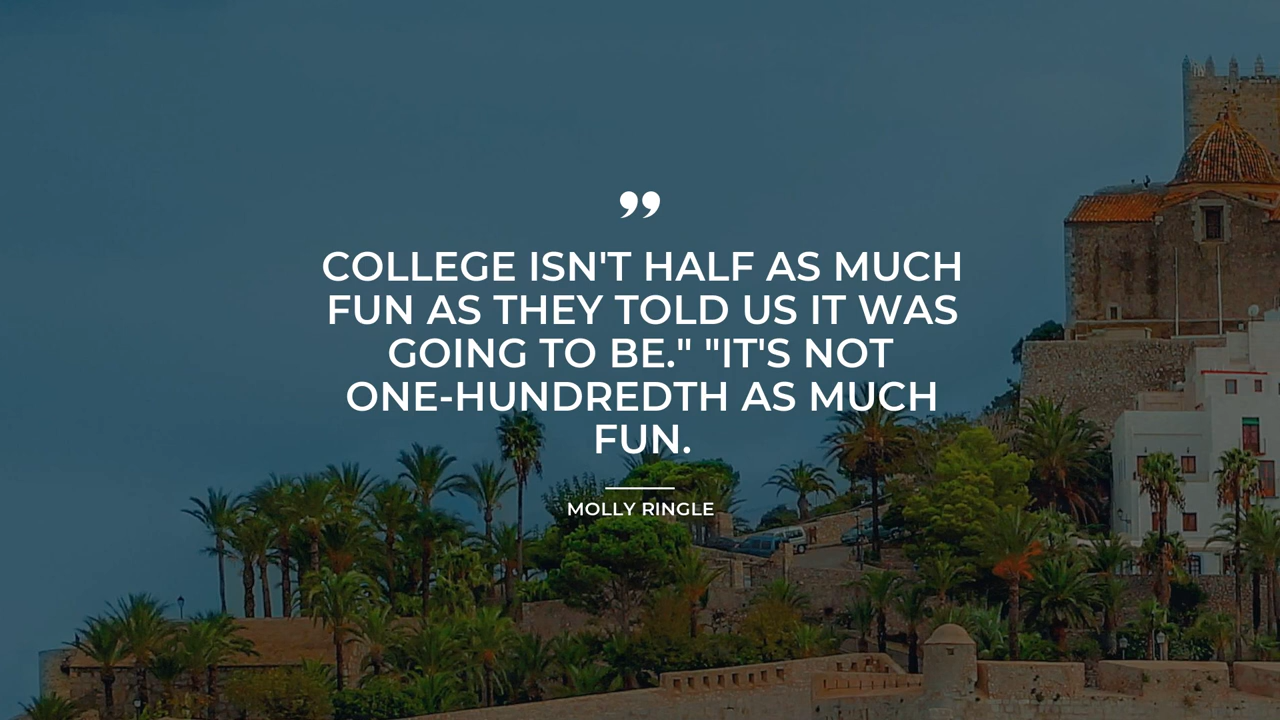 ”
COLLEGE ISN'T HALF AS MUCH
FUN AS THEY TOLD US IT WAS
GOING TO BE." "IT'S NOT
ONE-HUNDREDTH AS MUCH
FUN.
MOLLY RINGLE